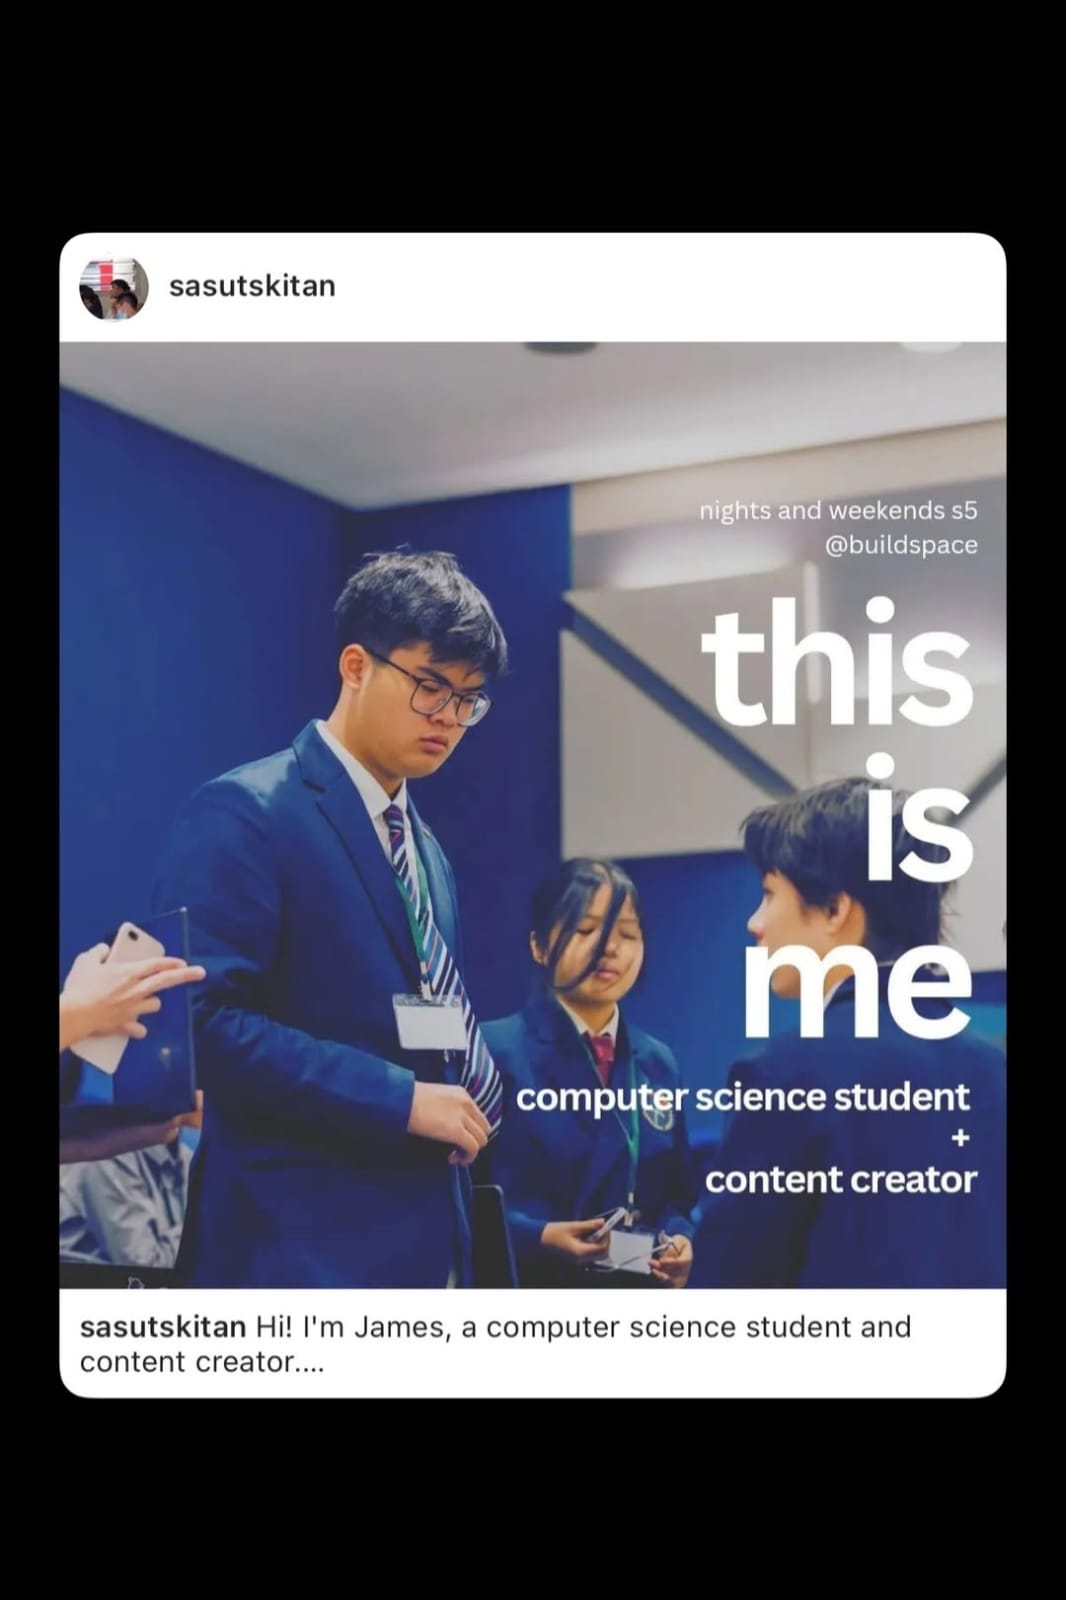 sasutskitan
nights and weekends s5
@buildspace
this
is
me
computer science student
+
content creator
sasutskitan Hi! I'm James, a computer science student and
content creator....